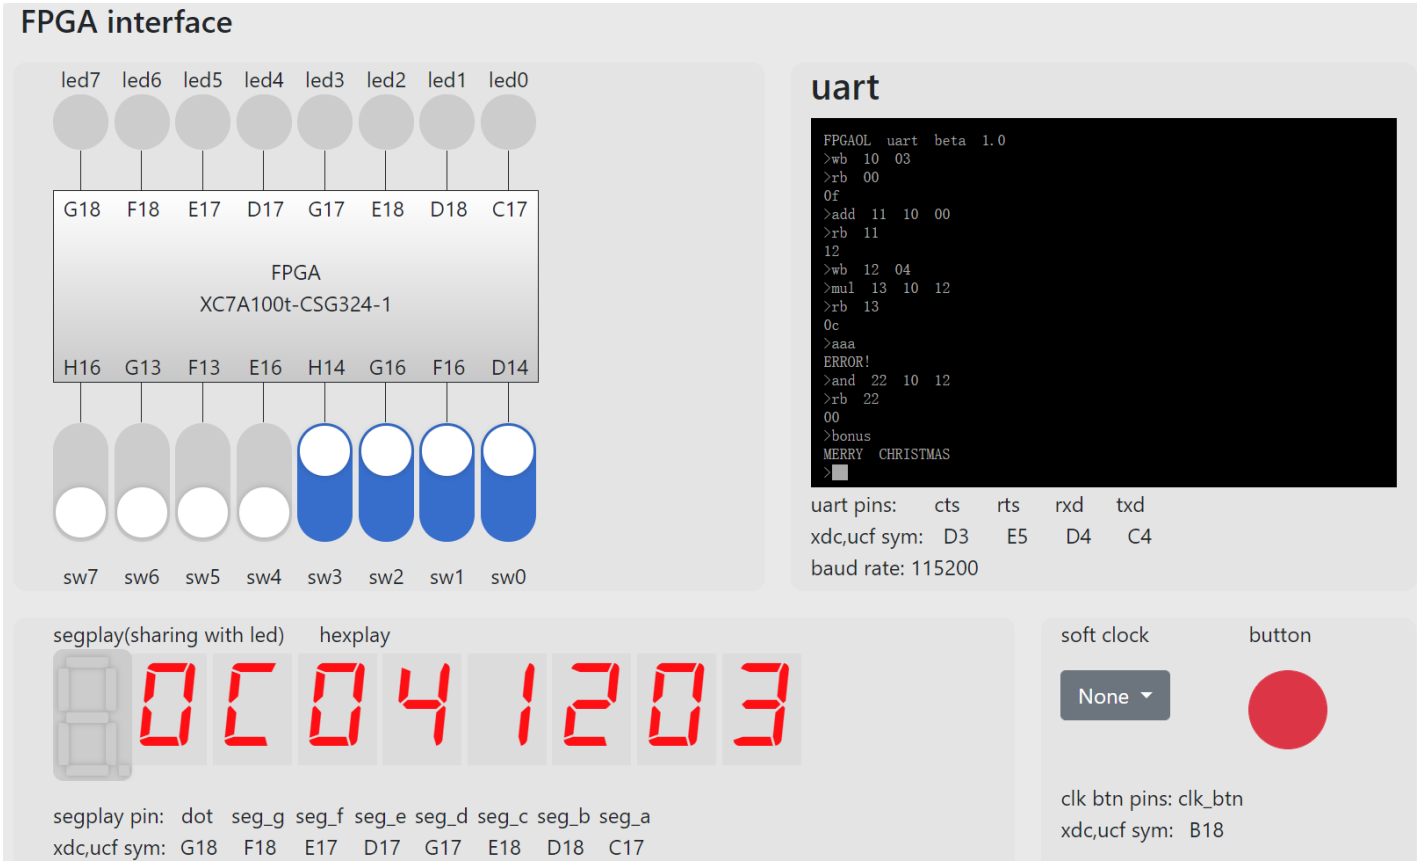 FPGA interface
led7 led6 led5 led4 led3 led2 led1 led0
G18 F18 E17 D17 G17 E18 D18 C17
FPGA
XC7A100t-CSG324-1
H16 G13 F13 E16 H14 G16 F16 D14
sw7 sw6 sw5 sw4 sw3 sw2 sw1 sw0
uart
FPGAOL uart beta 1.0
>wb 10 03
>rb 00
0f
>add 11 10 00
>rb 11
12
>wb 12 04
>mul 13 10 12
>rb 13
0c
>aaa
ERROR!
>and 22 10 12
>rb 22
00
>bonus
MERRY CHRISTMAS
>
uart pins: cts rts rxd txd
xdc,ucf sym: D3 E5 D4 C4
baud rate: 115200
segplay(sharing with led) hexplay
0C041203
segplay pin: dot seg_g seg_f seg_e seg_d seg_c seg_b seg_a
xdc,ucf sym: G18 F18 E17 D17 G17 E18 D18 C17
soft clock button
None
clk btn pins: clk_btn
xdc,ucf sym: B18